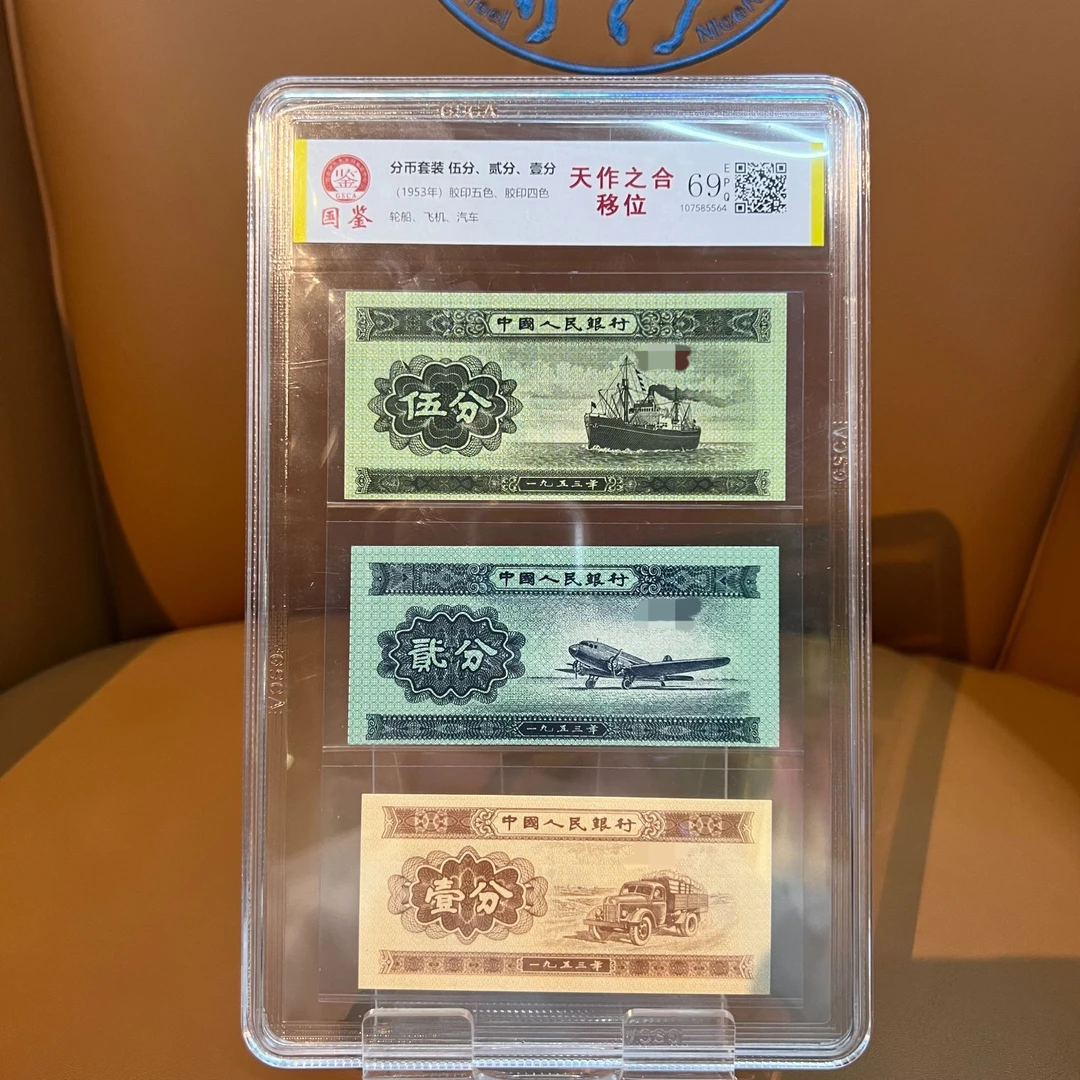 GSCA
GSCA
国鉴
分币套装 伍分、贰分、壹分
（1953年）胶印五色、胶印四色
轮船、飞机、汽车
天作之合
移位
69
EPQ
107585564
中國人民銀行
伍分
一九五三年
中國人民銀行
貳分
一九五三年
中國人民銀行
壹分
一九五三年
GSCA
GSCA